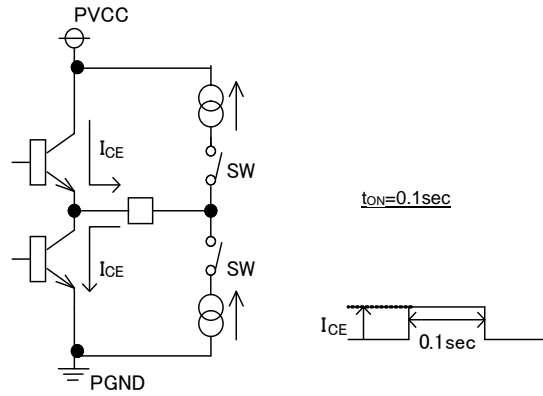 PVCC
ICE
SW
tON=0.1sec
ICE
SW
ICE
0.1sec
PGND